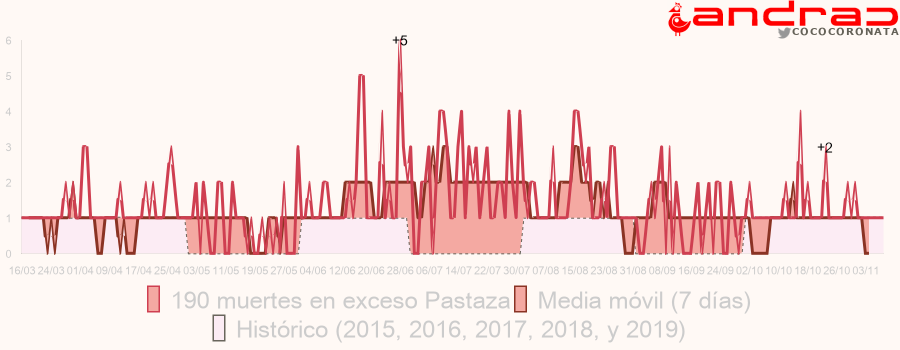 andrab
COCOCORONATA
+5
+2
6
5
4
3
2
1
0
16/03 24/03 01/04 09/04 17/04 25/04 03/05 11/05 19/05 27/05 04/06 12/06 20/06 28/06 06/07 14/07 22/07 30/07 07/08 15/08 23/08 31/08 08/09 16/09 24/09 02/10 10/10 18/10 26/10 03/11
190 muertes en exceso Pastaza Media móvil (7 días)
Histórico (2015, 2016, 2017, 2018, y 2019)